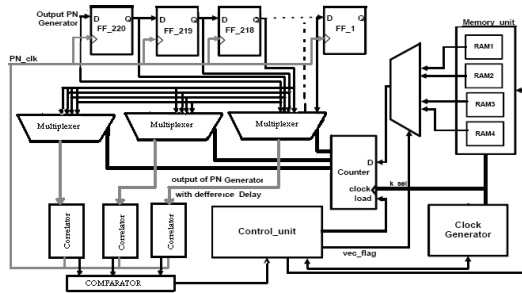 Output PN
Generator
D Q
FF_220
D Q
FF_219
D Q
FF_218
D Q
FF_1
PN_clk
Memory_unit
RAM1
RAM2
RAM3
RAM4
Multiplexer
Multiplexer
Multiplexer
D
Counter
clock
load
k_sel
output of PN Generator
with defference Delay
Correlator
Correlator
Correlator
Control_unit
vec_flag
Clock
Generator
COMPARATOR